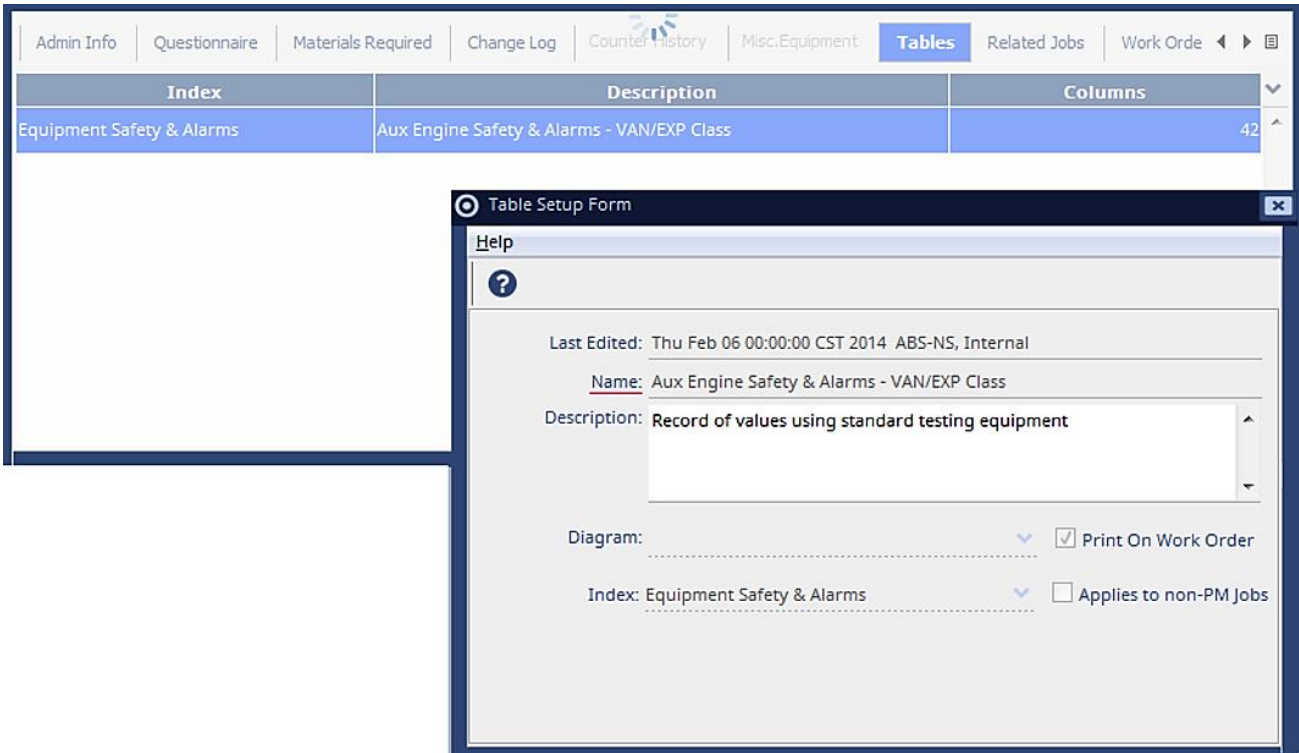 Admin Info Questionnaire Materials Required Change Log Counter History Misc.Equipment Tables Related Jobs Work Orde
Index Description Columns
Equipment Safety & Alarms Aux Engine Safety & Alarms - VAN/EXP Class 42
Table Setup Form
Help
Last Edited: Thu Feb 06 00:00:00 CST 2014 ABS-NS, Internal
Name: Aux Engine Safety & Alarms - VAN/EXP Class
Description: Record of values using standard testing equipment
Diagram: Print On Work Order
Index: Equipment Safety & Alarms Applies to non-PM Jobs